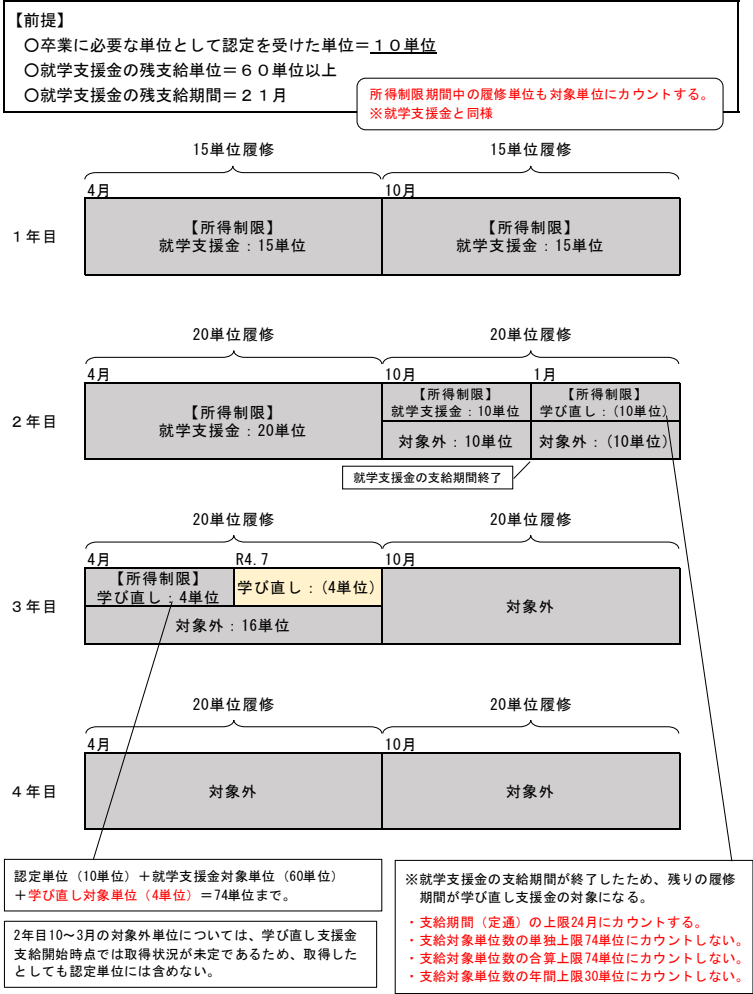 【前提】
○卒業に必要な単位として認定を受けた単位＝１０単位
○就学支援金の残支給単位＝６０単位以上
○就学支援金の残支給期間＝２１月
所得制限期間中の履修単位も対象単位にカウントする。
※就学支援金と同様
15単位履修
15単位履修
4月
10月
１年目
【所得制限】
就学支援金：15単位
【所得制限】
就学支援金：15単位
20単位履修
20単位履修
4月
10月
1月
２年目
【所得制限】
就学支援金：20単位
【所得制限】
就学支援金：10単位
【所得制限】
学び直し：(10単位)
対象外：10単位
対象外：(10単位)
就学支援金の支給期間終了
20単位履修
20単位履修
4月
R4.7
10月
３年目
【所得制限】
学び直し：4単位
学び直し：(4単位)
対象外：16単位
対象外
20単位履修
20単位履修
4月
10月
４年目
対象外
対象外
認定単位（10単位）＋就学支援金対象単位（60単位）
＋学び直し対象単位（4単位）＝74単位まで。
2年目10～3月の対象外単位については、学び直し支援金
支給開始時点では取得状況が未定であるため、取得した
としても認定単位には含めない。
※就学支援金の支給期間が終了したため、残りの履修
期間が学び直し支援金の対象になる。
・支給期間（定通）の上限24月にカウントする。
・支給対象単位数の単独上限74単位にカウントしない。
・支給対象単位数の合算上限74単位にカウントしない。
・支給対象単位数の年間上限30単位にカウントしない。